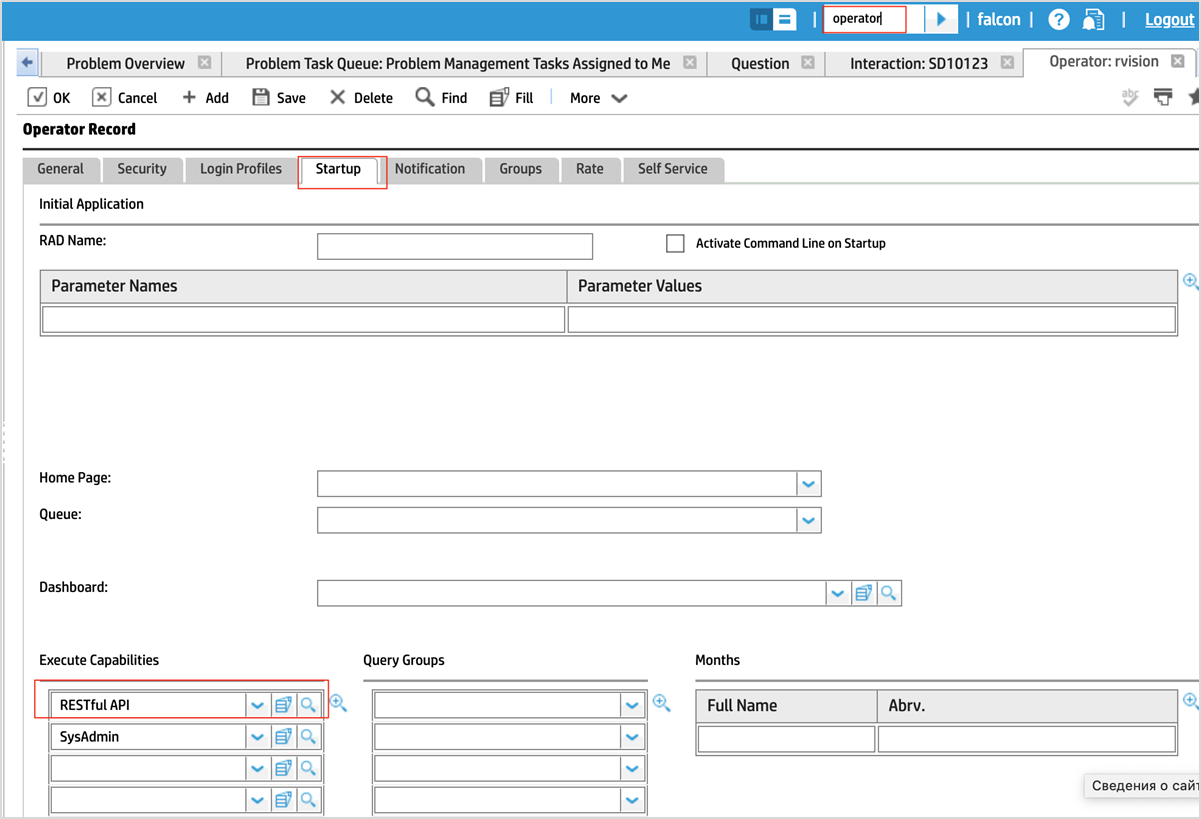 operator falcon ? Logout
Problem Overview Problem Task Queue: Problem Management Tasks Assigned to Me Question Interaction: SD10123 Operator: rvision
OK Cancel Add Save Delete Find Fill More abc
Operator Record
General Security Login Profiles Startup Notification Groups Rate Self Service
Initial Application
RAD Name: Activate Command Line on Startup
Parameter Names Parameter Values
Home Page:
Queue:
Dashboard:
Execute Capabilities Query Groups Months
RESTful API Full Name Abrv.
SysAdmin
Сведения о сайт